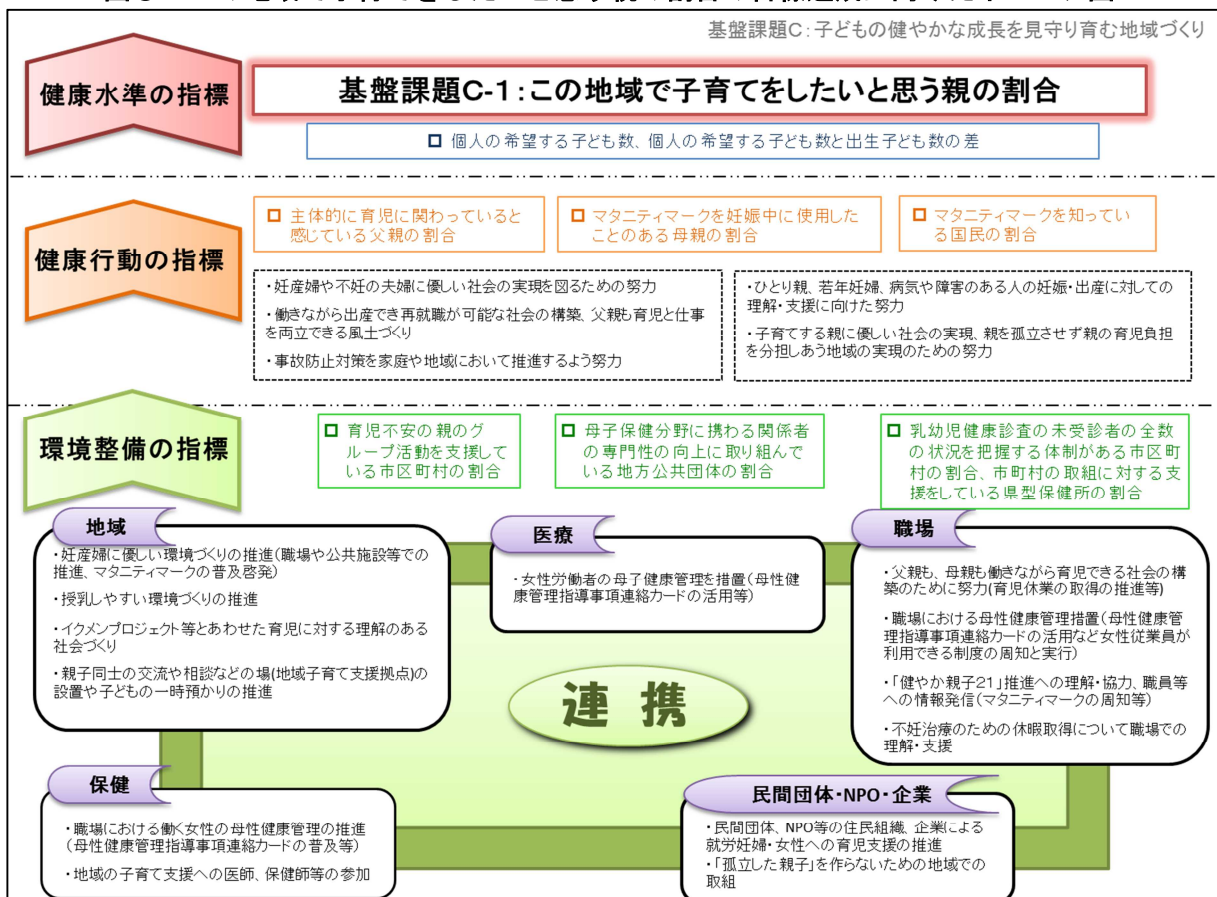 基盤課題C：子どもの健やかな成長を見守り育む地域づくり
健康水準の指標
基盤課題C-1：この地域で子育てをしたいと思う親の割合
□ 個人の希望する子ども数、個人の希望する子ども数と出生子ども数の差
健康行動の指標
□ 主体的に育児に関わっていると
感じている父親の割合
□ マタニティマークを妊娠中に使用した
ことのある母親の割合
□ マタニティマークを知ってい
る国民の割合
・妊産婦や不妊の夫婦に優しい社会の実現を図るための努力
・働きながら出産でき再就職が可能な社会の構築、父親も育児と仕事
を両立できる風土づくり
・事故防止対策を家庭や地域において推進するよう努力
・ひとり親、若年妊婦、病気や障害のある人の妊娠・出産に対しての
理解・支援に向けた努力
・子育てする親に優しい社会の実現、親を孤立させず親の育児負担
を分担しあう地域の実現のための努力
環境整備の指標
□ 育児不安の親のグ
ループ活動を支援して
いる市区町村の割合
□ 母子保健分野に携わる関係者
の専門性の向上に取り組んで
いる地方公共団体の割合
□ 乳幼児健康診査の未受診者の全数
の状況を把握する体制がある市区町
村の割合、市町村の取組に対する支
援をしている県型保健所の割合
地域
・妊産婦に優しい環境づくりの推進(職場や公共施設等での
推進、マタニティマークの普及啓発)
・授乳しやすい環境づくりの推進
・イクメンプロジェクト等とあわせた育児に対する理解のある
社会づくり
・親子同士の交流や相談などの場(地域子育て支援拠点)の
設置や子どもの一時預かりの推進
医療
・女性労働者の母子健康管理を措置(母性健
康管理指導事項連絡カードの活用等)
職場
・父親も、母親も働きながら育児できる社会の構
築のために努力(育児休業の取得の推進等)
・職場における母性健康管理措置(母性健康管
理指導事項連絡カードの活用など女性従業員が
利用できる制度の周知と実行)
・「健やか親子21」推進への理解・協力、職員等
への情報発信(マタニティマークの周知等)
・不妊治療のための休暇取得について職場での
理解・支援
連携
保健
・職場における働く女性の母性健康管理の推進
(母性健康管理指導事項連絡カードの普及等)
・地域の子育て支援への医師、保健師等の参加
民間団体・NPO・企業
・民間団体、NPO等の住民組織、企業による
就労妊婦・女性への育児支援の推進
・「孤立した親子」を作らないための地域での
取組